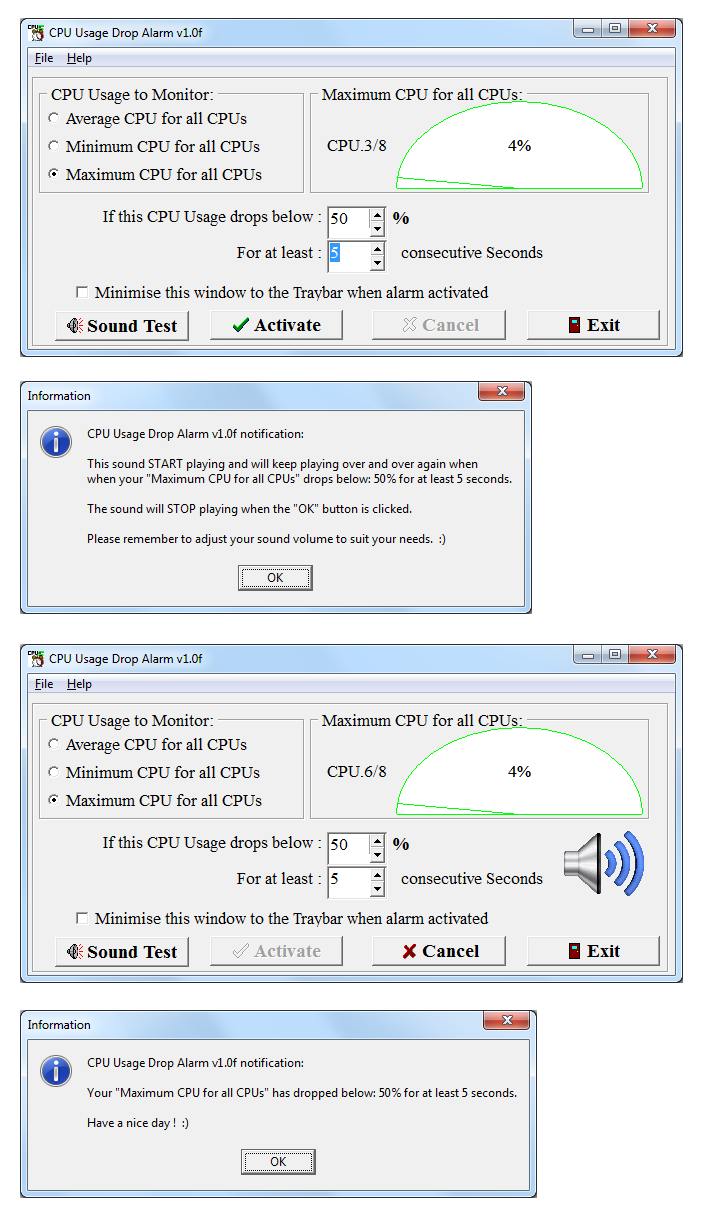 CPU Usage Drop Alarm v1.0f
File Help
CPU Usage to Monitor:
Average CPU for all CPUs
Minimum CPU for all CPUs
Maximum CPU for all CPUs
Maximum CPU for all CPUs:
CPU.3/8 4%
If this CPU Usage drops below : 50 %
For at least : 5 consecutive Seconds
Minimise this window to the Traybar when alarm activated
Sound Test Activate Cancel Exit
Information
CPU Usage Drop Alarm v1.0f notification:
This sound START playing and will keep playing over and over again when
when your "Maximum CPU for all CPUs" drops below: 50% for at least 5 seconds.
The sound will STOP playing when the "OK" button is clicked.
Please remember to adjust your sound volume to suit your needs. :)
OK
CPU Usage Drop Alarm v1.0f
File Help
CPU Usage to Monitor:
Average CPU for all CPUs
Minimum CPU for all CPUs
Maximum CPU for all CPUs
Maximum CPU for all CPUs:
CPU.6/8 4%
If this CPU Usage drops below : 50 %
For at least : 5 consecutive Seconds
Minimise this window to the Traybar when alarm activated
Sound Test Activate Cancel Exit
Information
CPU Usage Drop Alarm v1.0f notification:
Your "Maximum CPU for all CPUs" has dropped below: 50% for at least 5 seconds.
Have a nice day ! :)
OK